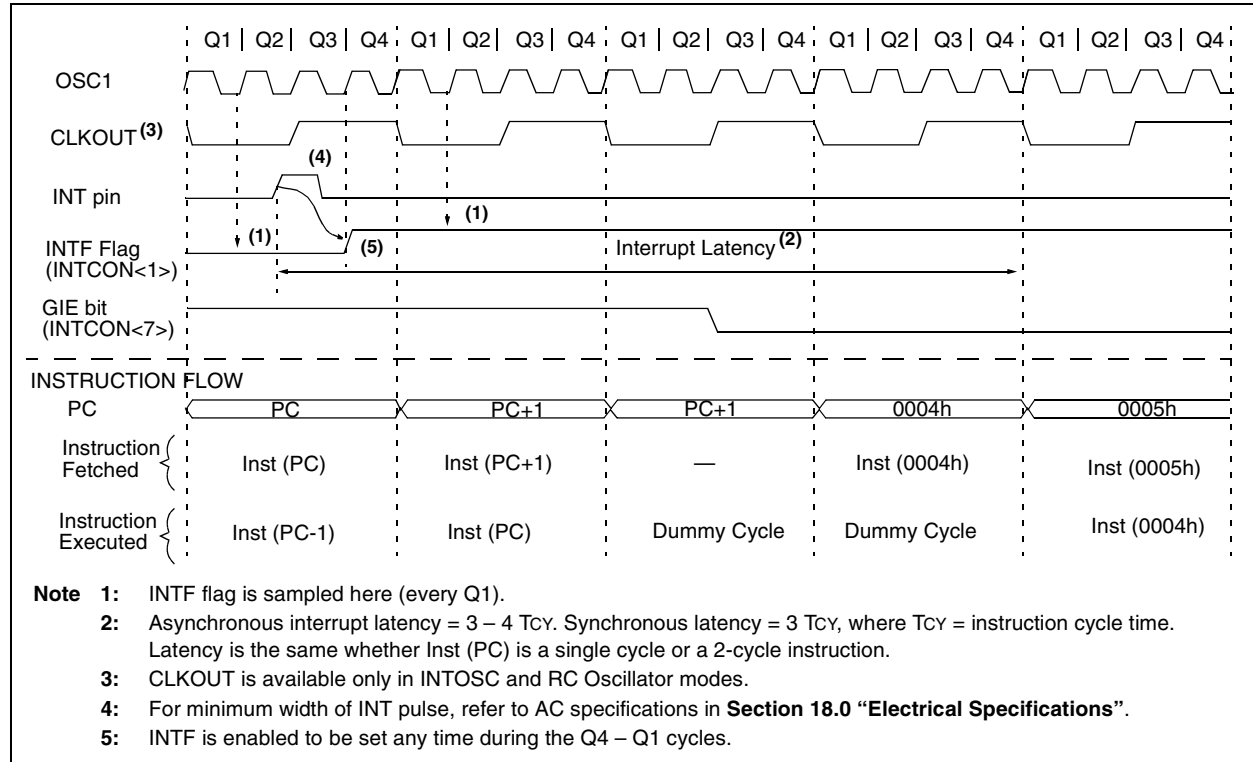 Q1 | Q2 | Q3 | Q4 Q1 | Q2 | Q3 | Q4 Q1 | Q2 | Q3 | Q4 Q1 | Q2 | Q3 | Q4 Q1 | Q2 | Q3 | Q4
OSC1
CLKOUT (3)
(4)
INT pin
(1) (5) (1)
INTF Flag
(INTCON<1>)
Interrupt Latency (2)
GIE bit
(INTCON<7>)
INSTRUCTION FLOW
PC PC PC+1 PC+1 0004h 0005h
Instruction
Fetched
Inst (PC) Inst (PC+1) — Inst (0004h) Inst (0005h)
Instruction
Executed
Inst (PC-1) Inst (PC) Dummy Cycle Dummy Cycle Inst (0004h)
Note 1: INTF flag is sampled here (every Q1).
2: Asynchronous interrupt latency = 3 – 4 TCY. Synchronous latency = 3 TCY, where TCY = instruction cycle time.
Latency is the same whether Inst (PC) is a single cycle or a 2-cycle instruction.
3: CLKOUT is available only in INTOSC and RC Oscillator modes.
4: For minimum width of INT pulse, refer to AC specifications in Section 18.0 “Electrical Specifications”.
5: INTF is enabled to be set any time during the Q4 – Q1 cycles.